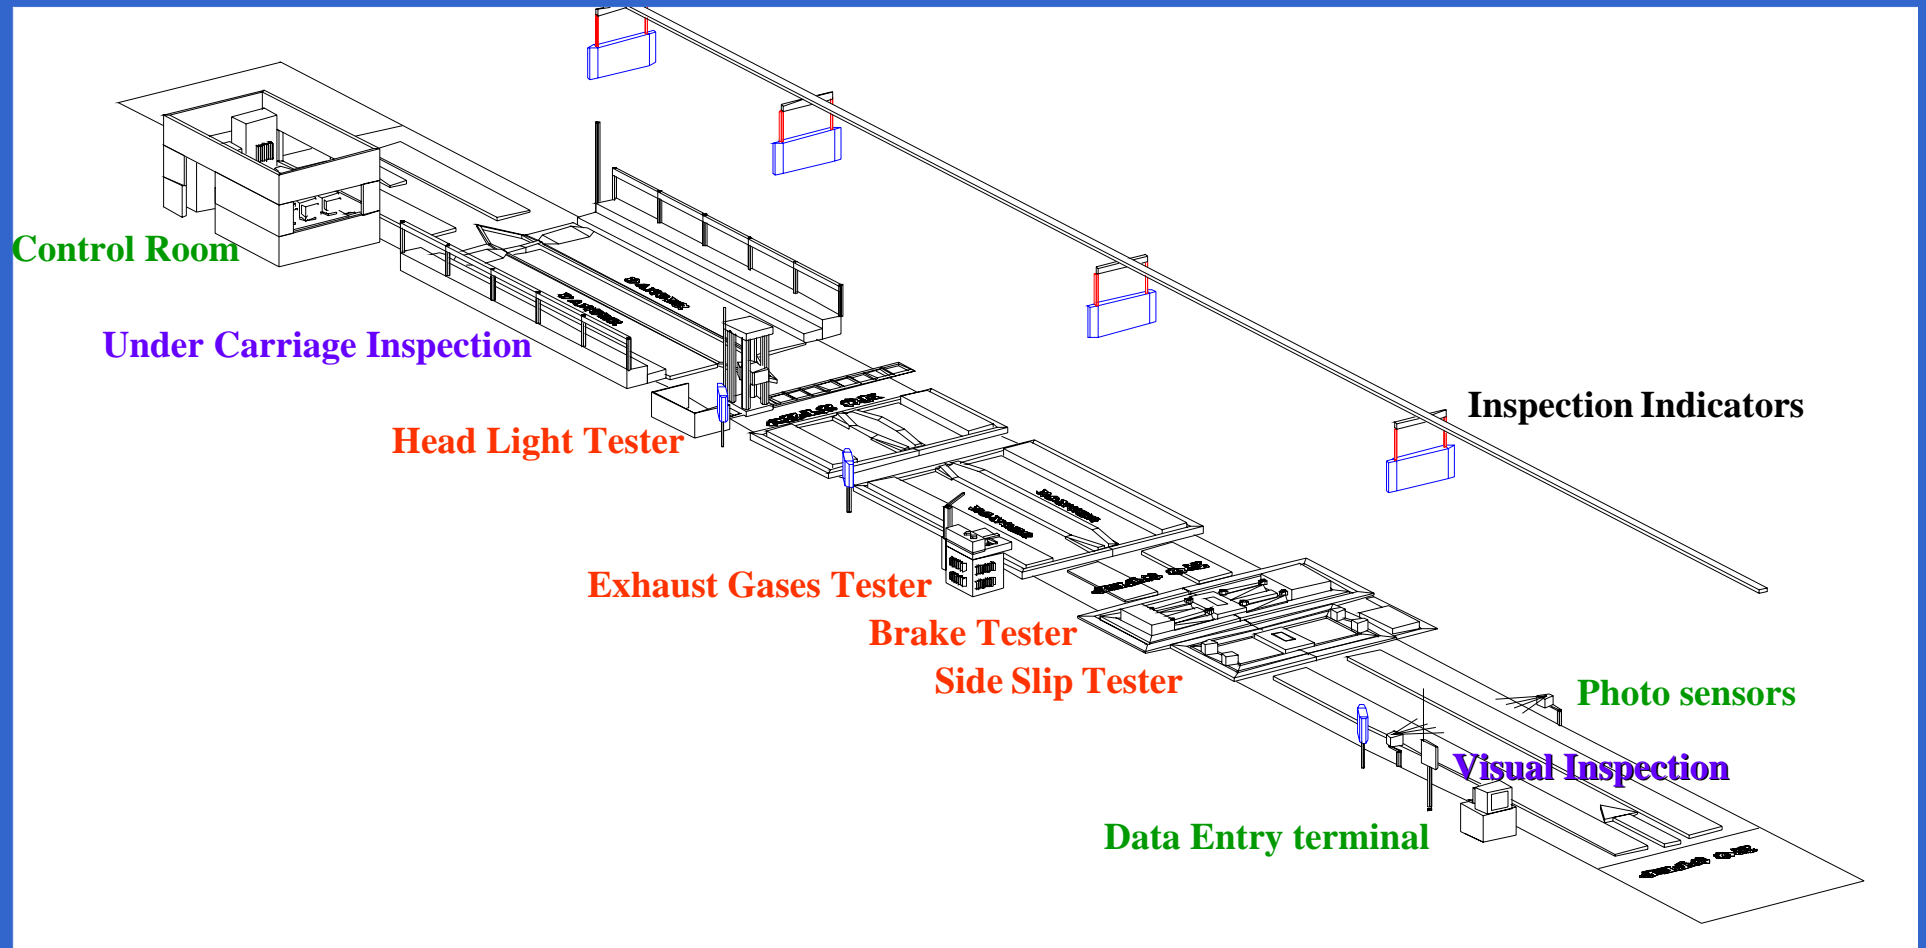 Control Room
Under Carriage Inspection
Inspection Indicators
Head Light Tester
Exhaust Gases Tester
Brake Tester
Side Slip Tester
Photo sensors
Visual Inspection
Data Entry terminal